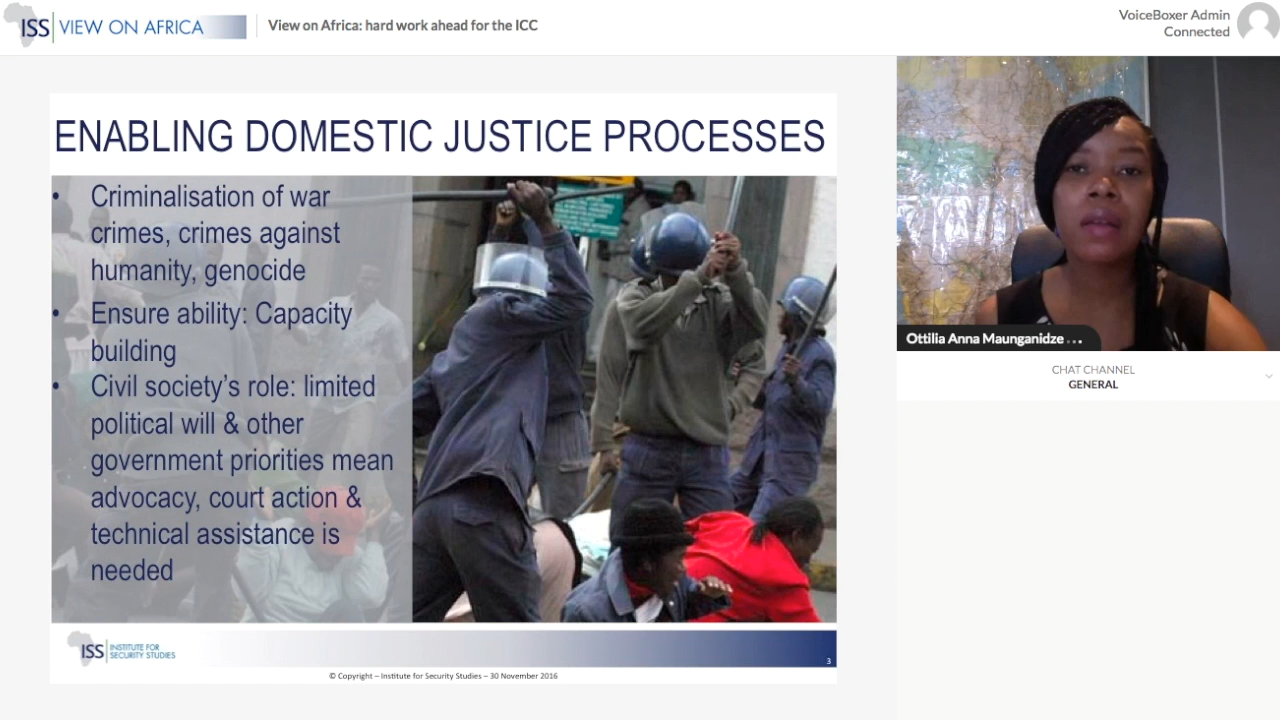 ISS VIEW ON AFRICA
View on Africa: hard work ahead for the ICC
VoiceBoxer Admin
Connected
ENABLING DOMESTIC JUSTICE PROCESSES
• Criminalisation of war
crimes, crimes against
humanity, genocide
• Ensure ability: Capacity
building
• Civil society's role: limited
political will & other
government priorities mean
advocacy, court action &
technical assistance is
needed
ISS INSTITUTE FOR
SECURITY STUDIES
3
© Copyright – Institute for Security Studies – 30 November 2016
Ottilia Anna Maunganidze ...
CHAT CHANNEL
GENERAL